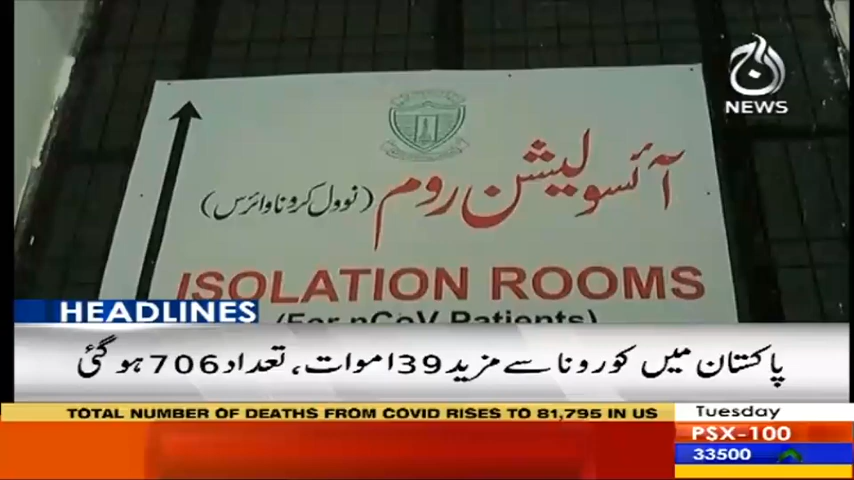 آج
NEWS
آئسولیشن روم (نوول کرونا وائرس)
ISOLATION ROOMS
(For nCoV Patients)
HEADLINES
پاکستان میں کورونا سے مزید 39 اموات، تعداد 706 ہو گئی
TOTAL NUMBER OF DEATHS FROM COVID RISES TO 81,795 IN US
Tuesday
PSX-100
33500